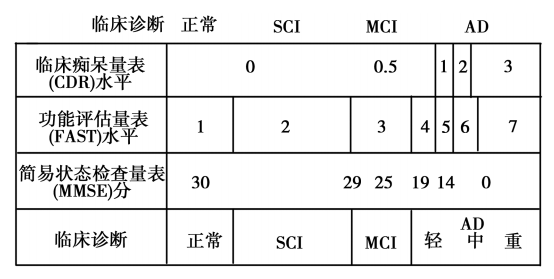 临床诊断 正常 SCI MCI AD
临床痴呆量表 0 0.5 1 2 3
(CDR)水平
功能评估量表 1 2 3 4 5 6 7
(FAST)水平
简易状态检查量表 30 29 25 19 14 0
(MMSE)分
临床诊断 正常 SCI MCI 轻 AD 中 重